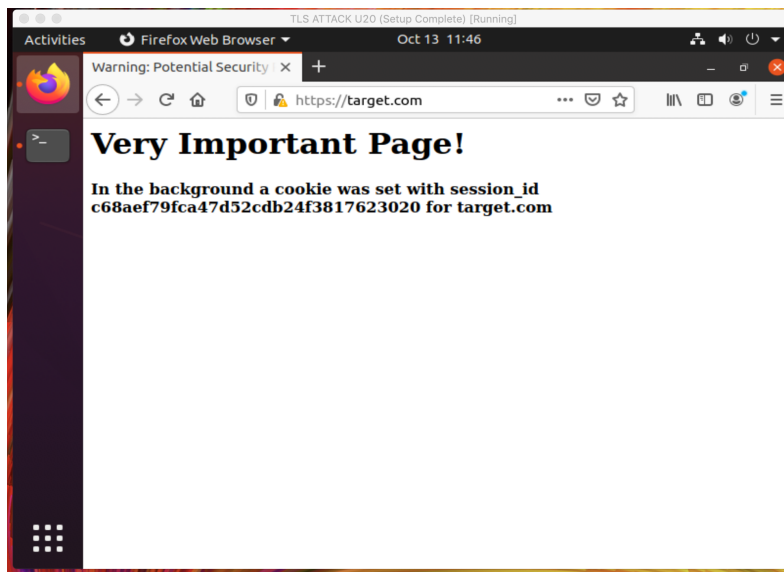 TLS ATTACK U20 (Setup Complete) [Running]
Activities Firefox Web Browser Oct 13 11:46
Warning: Potential Security
https://target.com
>_
Very Important Page!
In the background a cookie was set with session_id
c68aef79fca47d52cdb24f3817623020 for target.com